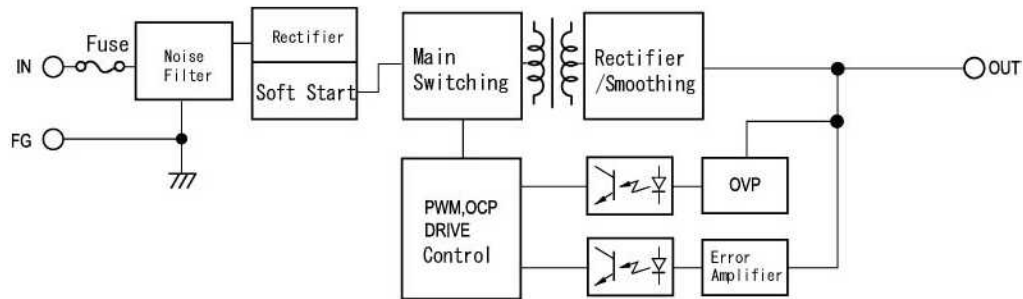 IN
Fuse
Noise
Filter
Rectifier
Soft Start
Main
Switching
Rectifier
/Smoothing
OUT
FG
PWM,OCP
DRIVE
Control
OVP
Error
Amplifier